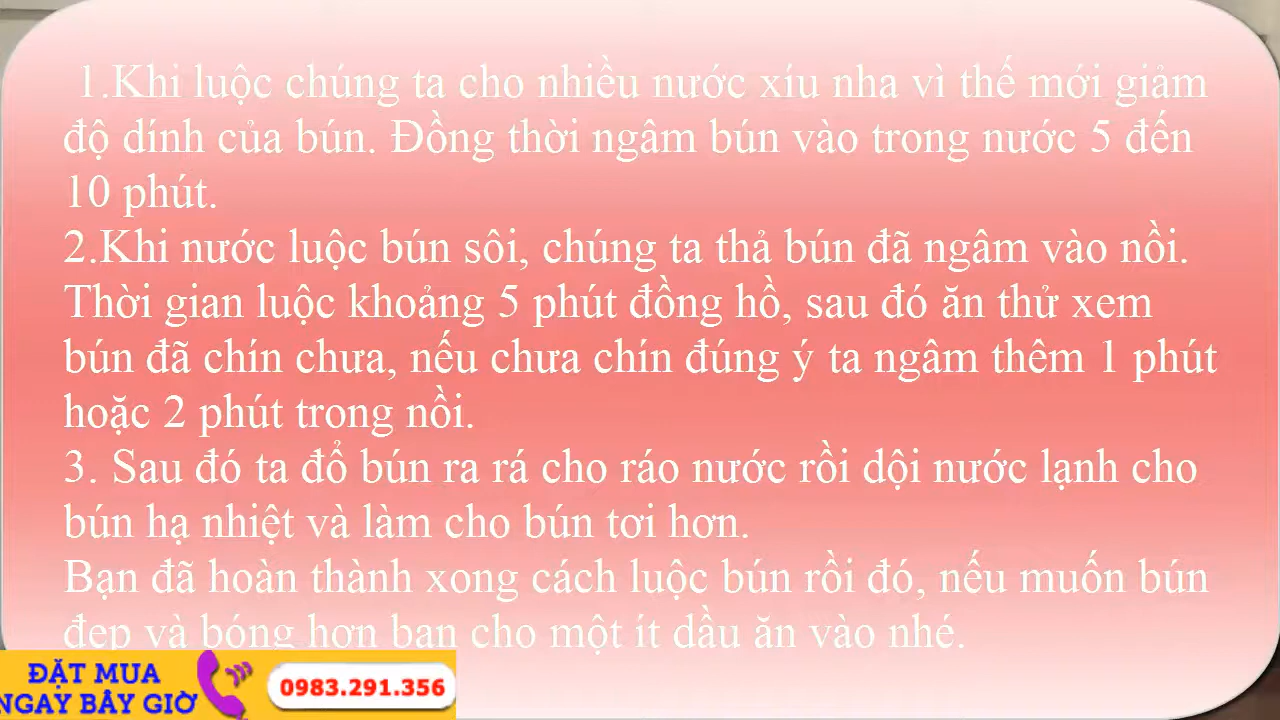 1.Khi luộc chúng ta cho nhiều nước xíu nha vì thế mới giảm
độ dính của bún. Đồng thời ngâm bún vào trong nước 5 đến
10 phút.
2.Khi nước luộc bún sôi, chúng ta thả bún đã ngâm vào nồi.
Thời gian luộc khoảng 5 phút đồng hồ, sau đó ăn thử xem
bún đã chín chưa, nếu chưa chín đúng ý ta ngâm thêm 1 phút
hoặc 2 phút trong nồi.
3. Sau đó ta đổ bún ra rá cho ráo nước rồi dội nước lạnh cho
bún hạ nhiệt và làm cho bún tơi hơn.
Bạn đã hoàn thành xong cách luộc bún rồi đó, nếu muốn bún
đẹp và bóng hơn bạn cho một ít dầu ăn vào nhé.
ĐẶT MUA
NGAY BÂY GIỜ
0983.291.356